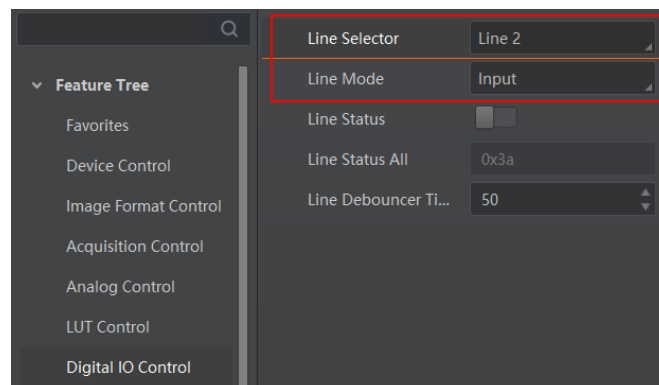 Feature Tree
Favorites
Device Control
Image Format Control
Acquisition Control
Analog Control
LUT Control
Digital IO Control
Line Selector Line 2
Line Mode Input
Line Status
Line Status All 0x3a
Line Debouncer Ti... 50